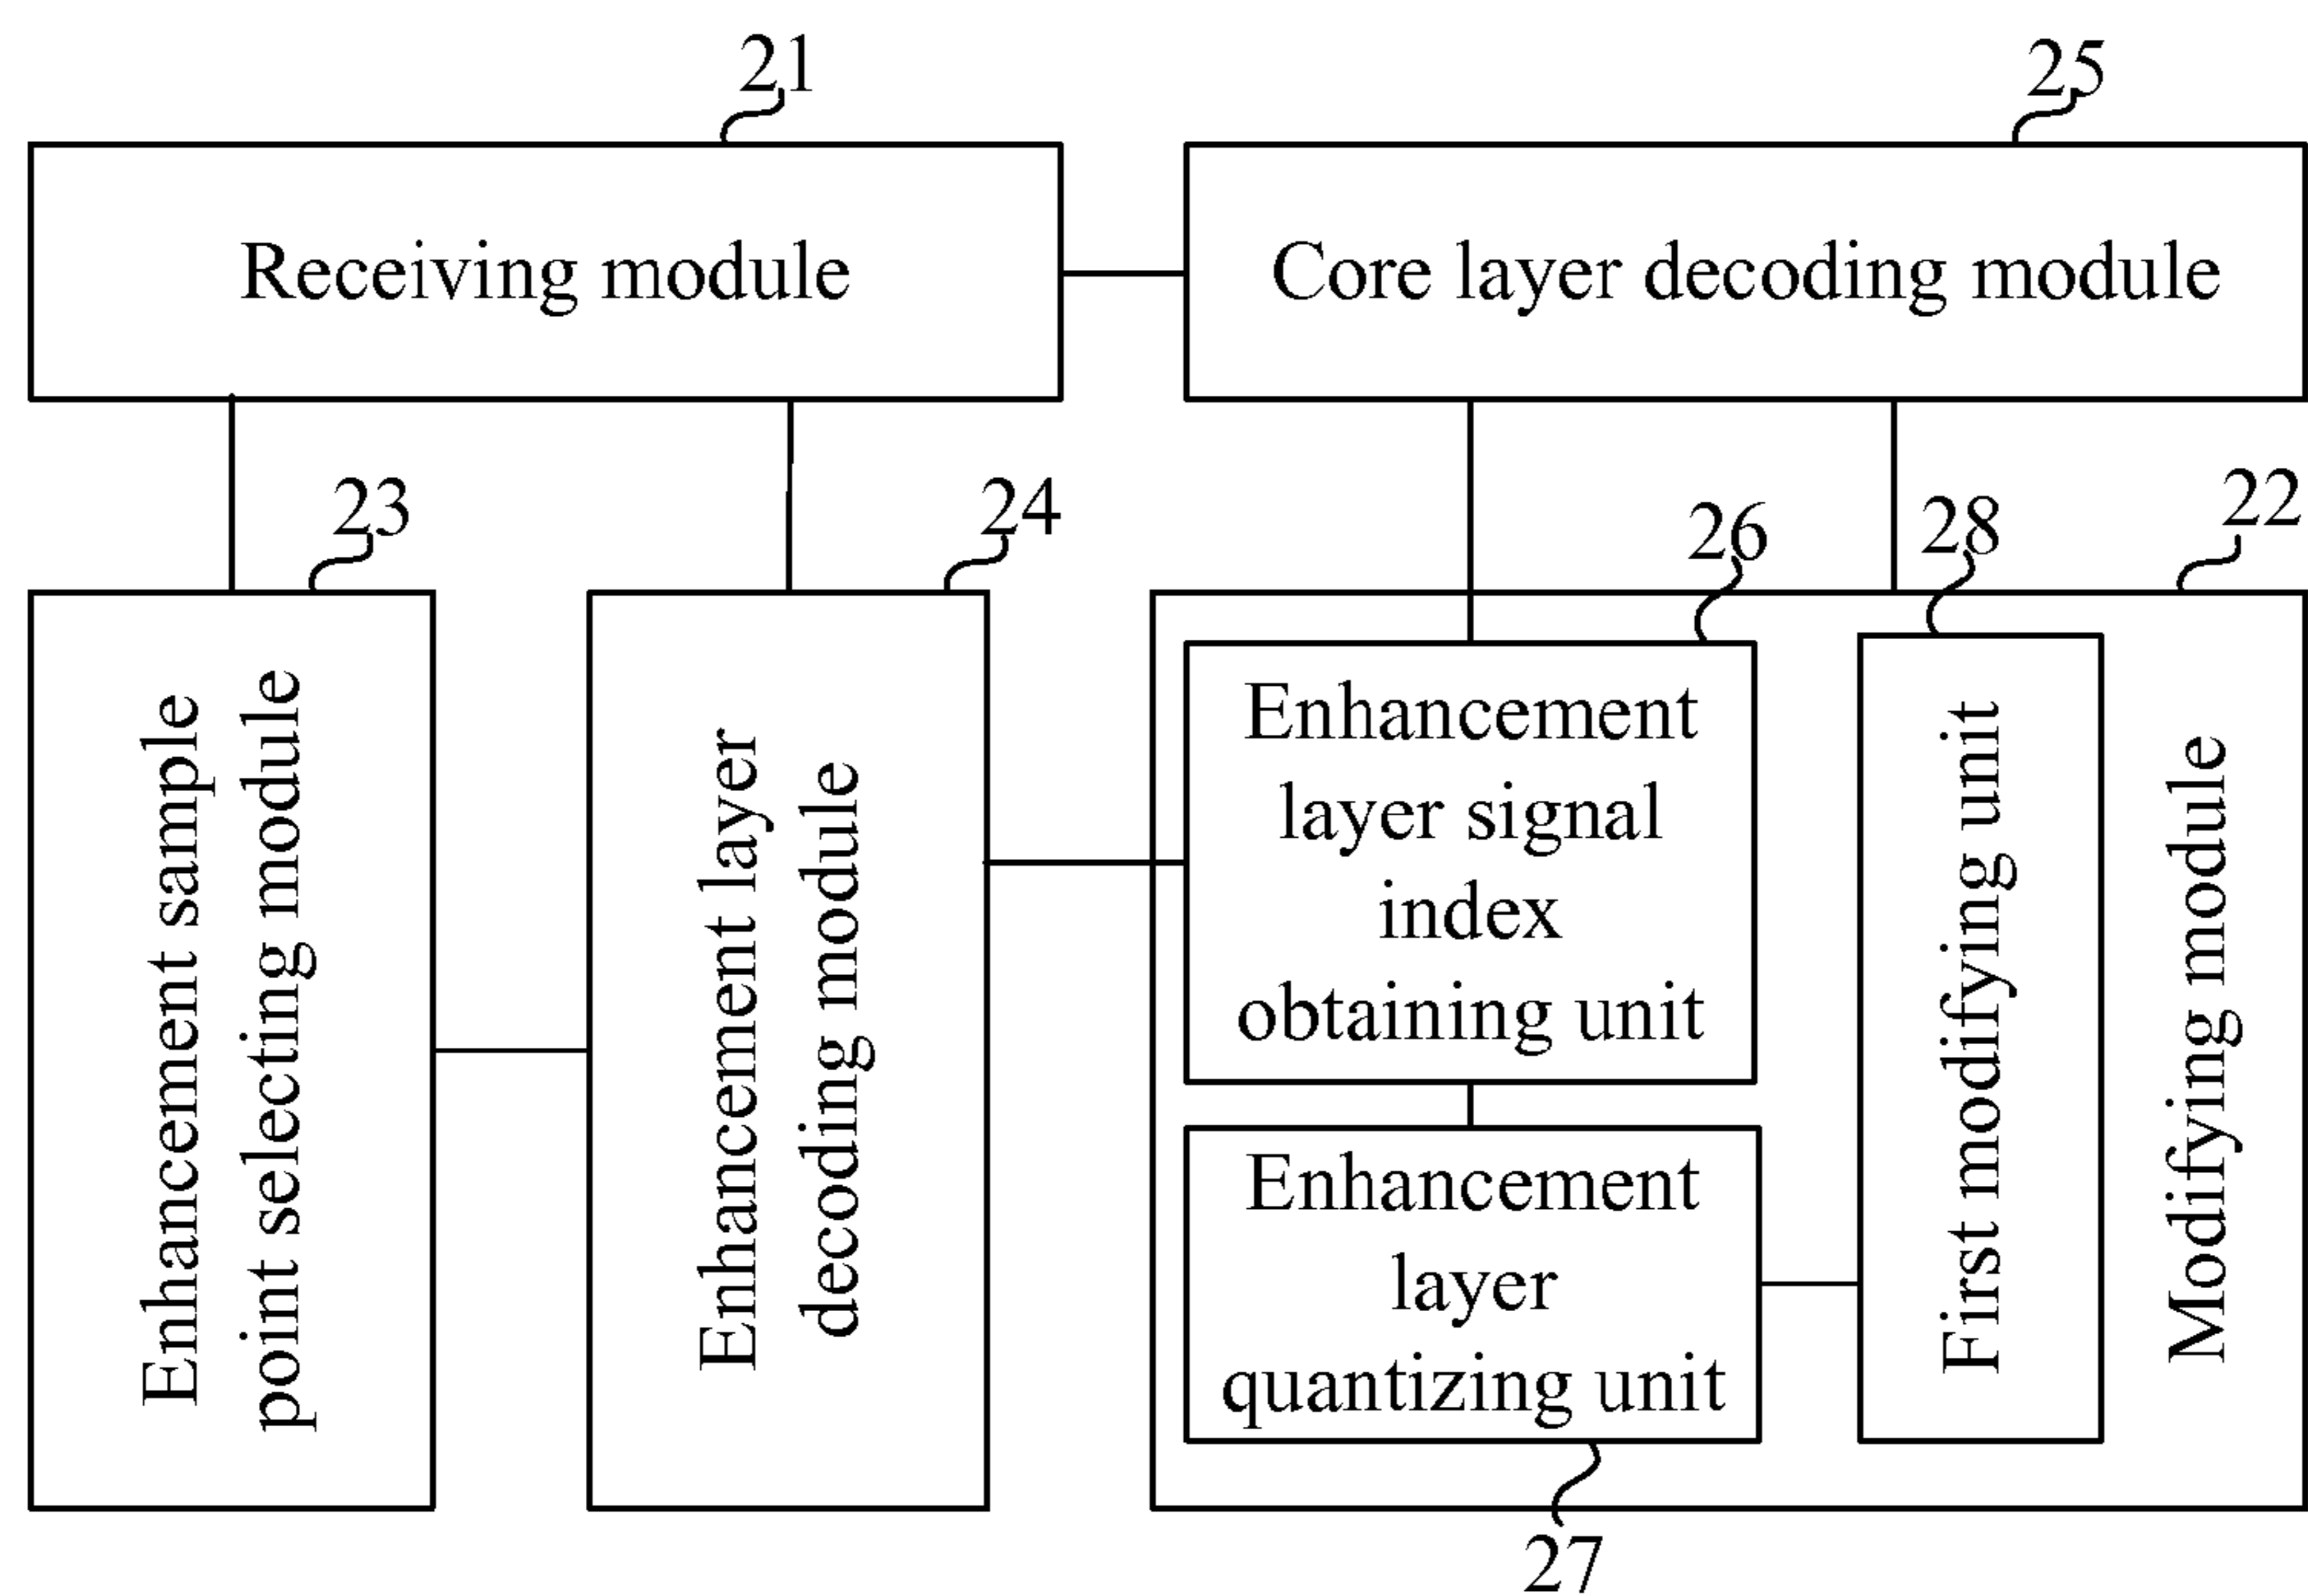 21
25
Receiving module
Core layer decoding module
23
24
26
28
22
Enhancement sample
point selecting module
Enhancement layer
decoding module
Enhancement
layer signal
index
obtaining unit
Enhancement
layer
quantizing unit
First modifying unit
Modifying module
27